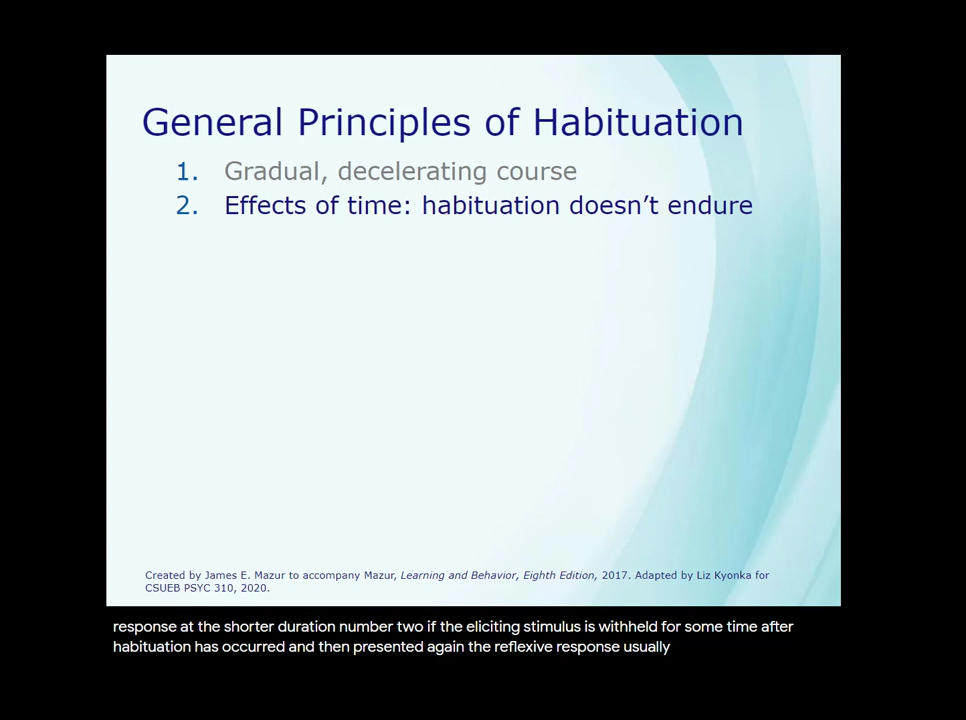 General Principles of Habituation
1. Gradual, decelerating course
2. Effects of time: habituation doesn’t endure
Created by James E. Mazur to accompany Mazur, Learning and Behavior, Eighth Edition, 2017. Adapted by Liz Kyonka for
CSUEB PSYC 310, 2020.
response at the shorter duration number two if the eliciting stimulus is withheld for some time after
habituation has occurred and then presented again the reflexive response usually